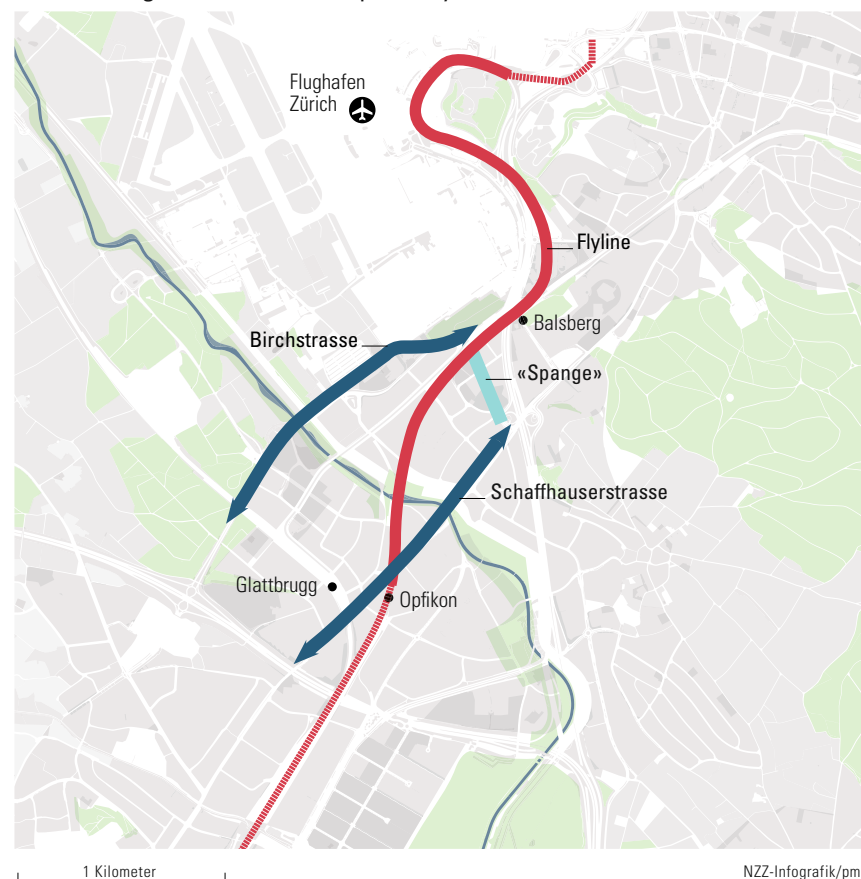 Flughafen
Zürich
Flyline
Balsberg
Birchstrasse
«Spange»
Schaffhauserstrasse
Glattbrugg
Opfikon
1 Kilometer
NZZ-Infografik/pm